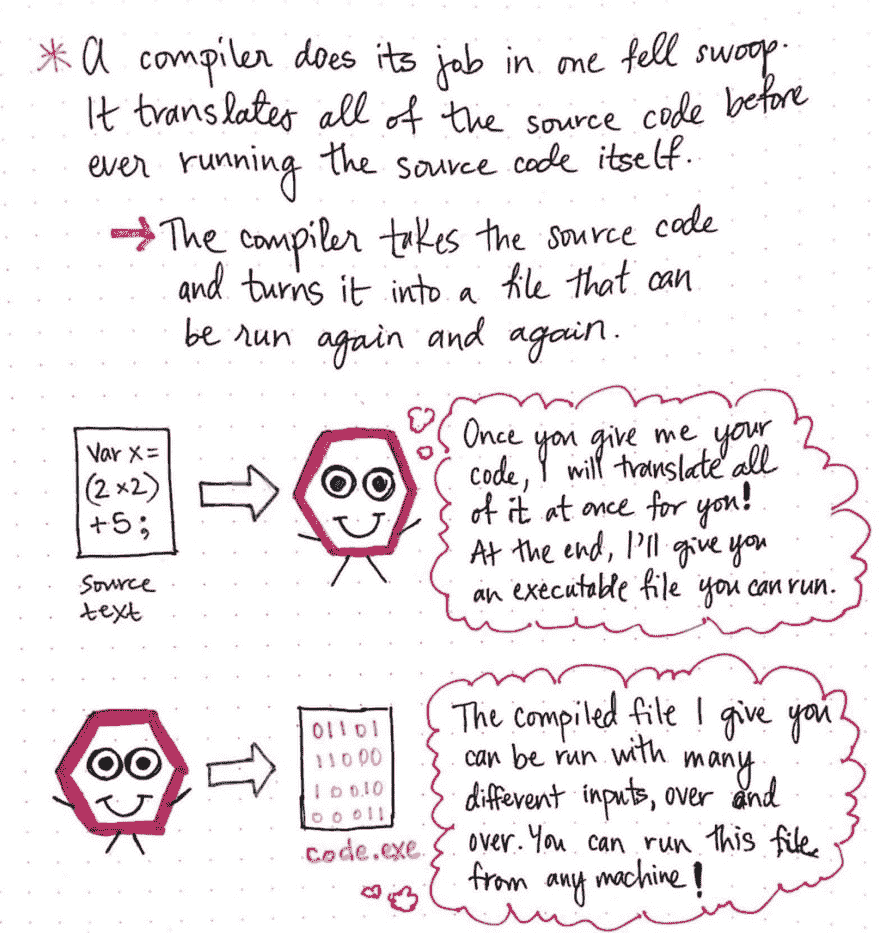 * A compiler does its job in one fell swoop.
It translates all of the source code before
ever running the source code itself.
→ The compiler takes the source code
and turns it into a file that can
be run again and again.
Var x =
(2 x2)
+5;
Source
text
Once you give me your
code, I will translate all
of it at once for you!
At the end, I'll give you
an executable file you can run.
01101
11000
10010
00011
code.exe
The compiled file I give you
can be run with many
different inputs, over and
over. You can run this file
from any machine!